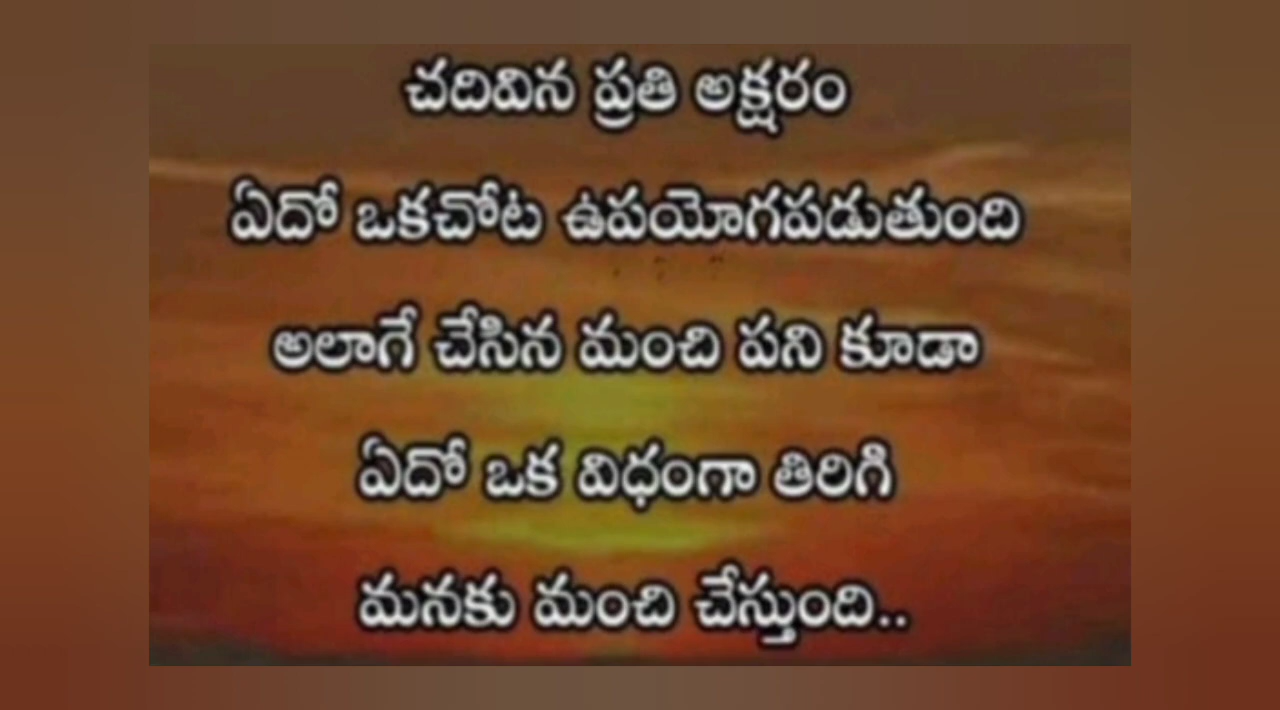 చదివిన ప్రతి అక్షరం
ఏదో ఒకచోట ఉపయోగపడుతుంది
అలాగే చేసిన మంచి పని కూడా
ఏదో ఒక విధంగా తిరిగి
మనకు మంచి చేస్తుంది..